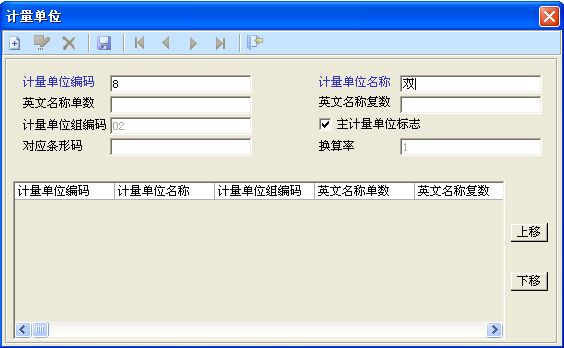 计量单位
计量单位编码 8 计量单位名称 双
英文名称单数 英文名称复数
计量单位组编码 02 主计量单位标志
对应条形码 换算率 1
计量单位编码 计量单位名称 计量单位组编码 英文名称单数 英文名称复数
上移
下移